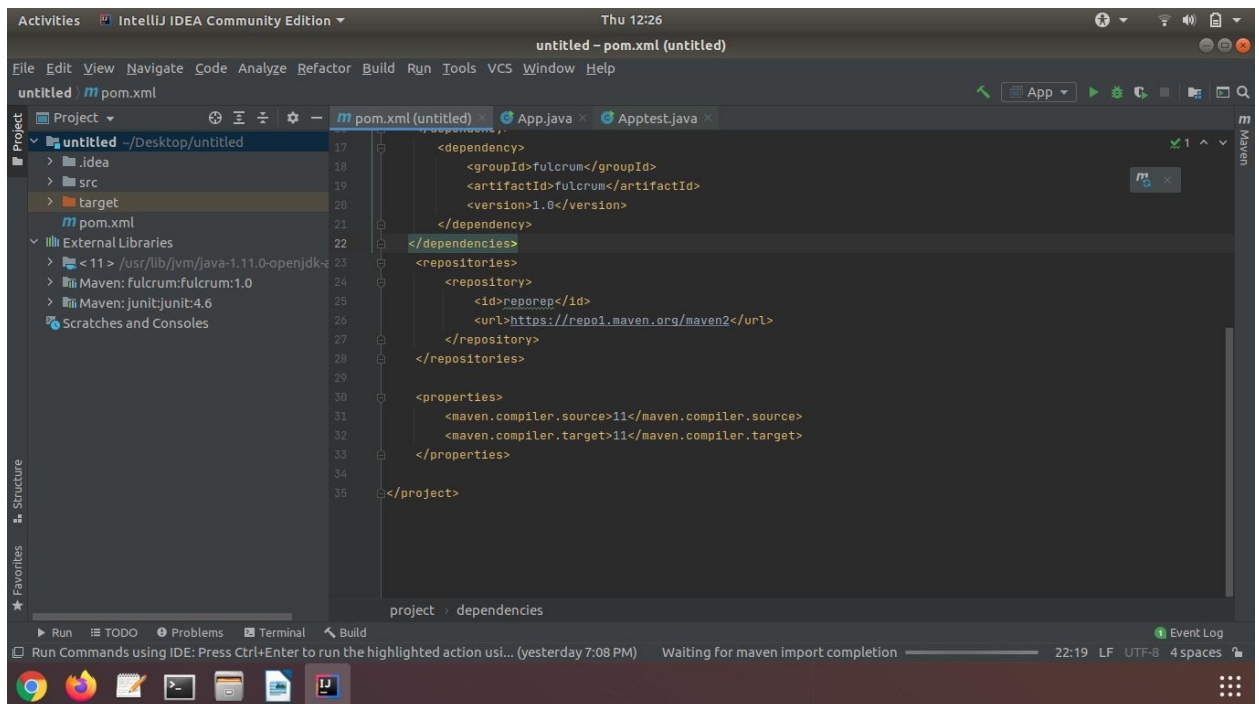 Activities IntelliJ IDEA Community Edition Thu 12:26
untitled – pom.xml (untitled)
File Edit View Navigate Code Analyze Refactor Build Run Tools VCS Window Help
untitled pom.xml App
Project Project pom.xml (untitled) App.java Apptest.java Maven
untitled ~/Desktop/untitled
.idea
src
target
pom.xml
External Libraries
< 11 > /usr/lib/jvm/java-1.11.0-openjdk-a
Maven: fulcrum:fulcrum:1.0
Maven: junit:junit:4.6
Scratches and Consoles
1
17 <dependency>
18 <groupId>fulcrum</groupId>
19 <artifactId>fulcrum</artifactId>
20 <version>1.0</version>
21 </dependency>
22 </dependencies>
23 <repositories>
24 <repository>
25 <id>reporep</id>
26 <url>https://repo1.maven.org/maven2</url>
27 </repository>
28 </repositories>
29
30 <properties>
31 <maven.compiler.source>11</maven.compiler.source>
32 <maven.compiler.target>11</maven.compiler.target>
33 </properties>
34
35 </project>
Structure
Favorites
project › dependencies
Run TODO Problems Terminal Build 1 Event Log
Run Commands using IDE: Press Ctrl+Enter to run the highlighted action usi... (yesterday 7:08 PM) Waiting for maven import completion 22:19 LF UTF-8 4 spaces